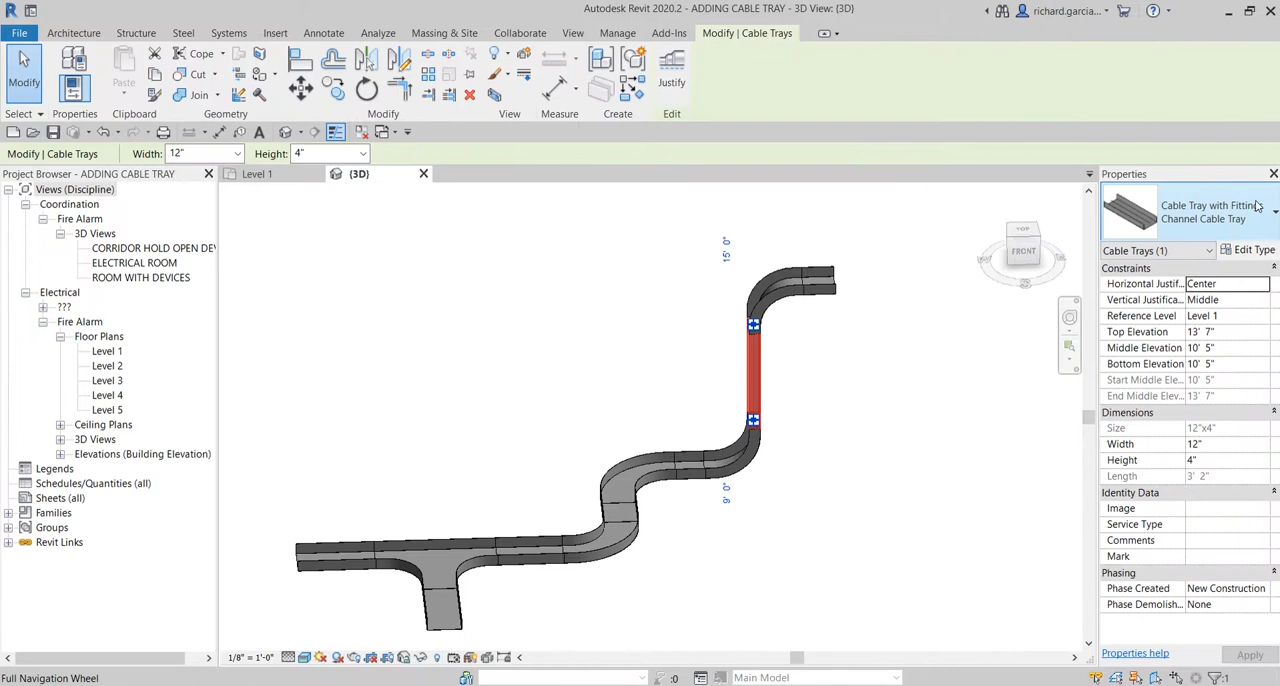 Autodesk Revit 2020.2 - ADDING CABLE TRAY - 3D View: {3D}
richard.garcia...
File Architecture Structure Steel Systems Insert Annotate Analyze Massing & Site Collaborate View Manage Add-Ins Modify | Cable Trays
Modify Paste Cope Cut Join Justify
Select Properties Clipboard Geometry Modify View Measure Create Edit
Modify | Cable Trays Width: 12" Height: 4"
Project Browser - ADDING CABLE TRAY
Level 1 {3D}
Properties
Views (Discipline)
Coordination
Fire Alarm
3D Views
CORRIDOR HOLD OPEN DEV
ELECTRICAL ROOM
ROOM WITH DEVICES
Electrical
???
Fire Alarm
Floor Plans
Level 1
Level 2
Level 3
Level 4
Level 5
Ceiling Plans
3D Views
Elevations (Building Elevation)
Legends
Schedules/Quantities (all)
Sheets (all)
Families
Groups
Revit Links
15' 0"
9' 0"
TOP
FRONT
Cable Tray with Fittings
Channel Cable Tray
Cable Trays (1) Edit Type
Constraints
Horizontal Justif... Center
Vertical Justifica... Middle
Reference Level Level 1
Top Elevation 13' 7"
Middle Elevation 10' 5"
Bottom Elevation 10' 5"
Start Middle Ele... 10' 5"
End Middle Elev... 13' 7"
Dimensions
Size 12"x4"
Width 12"
Height 4"
Length 3' 2"
Identity Data
Image
Service Type
Comments
Mark
Phasing
Phase Created New Construction
Phase Demolish... None
Properties help Apply
1/8" = 1'-0"
Full Navigation Wheel :0 Main Model :1